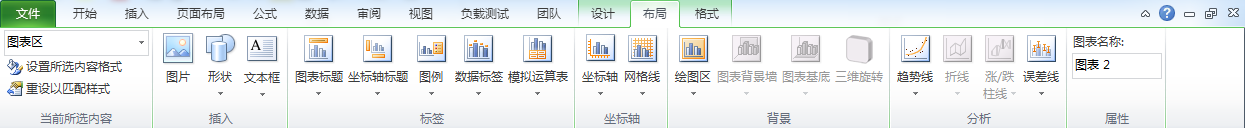 文件 开始 插入 页面布局 公式 数据 审阅 视图 负载测试 团队 设计 布局 格式
图表区
设置所选内容格式
重设以匹配样式
当前所选内容
图片 形状 A 文本框
插入
图表标题 坐标轴标题 图例 数据标签 模拟运算表
标签
坐标轴 网格线
坐标轴
绘图区 图表背景墙 图表基底 三维旋转
背景
趋势线 折线 涨/跌 误差线
柱线
分析
图表名称:
图表 2
属性